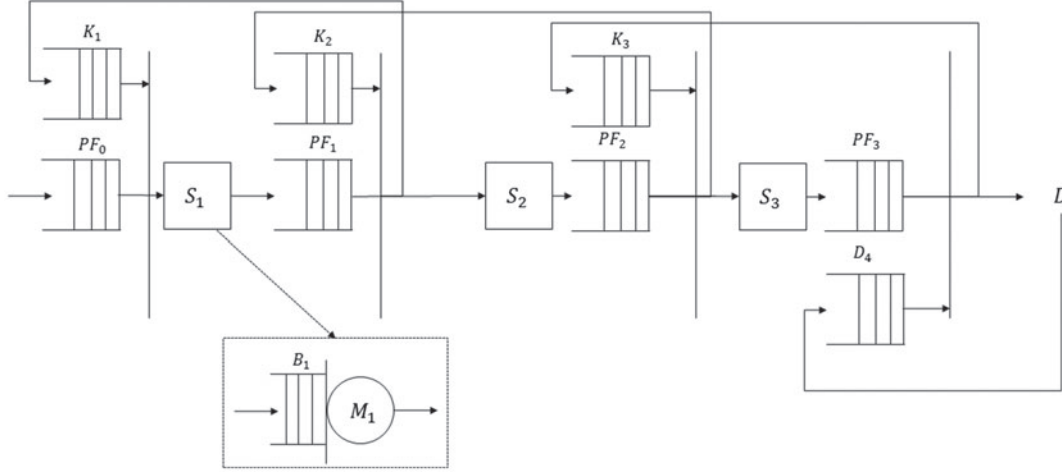 K₁
K₂
K₃
PF₀
PF₁
PF₂
PF₃
S₁
S₂
S₃
D
D₄
B₁
M₁